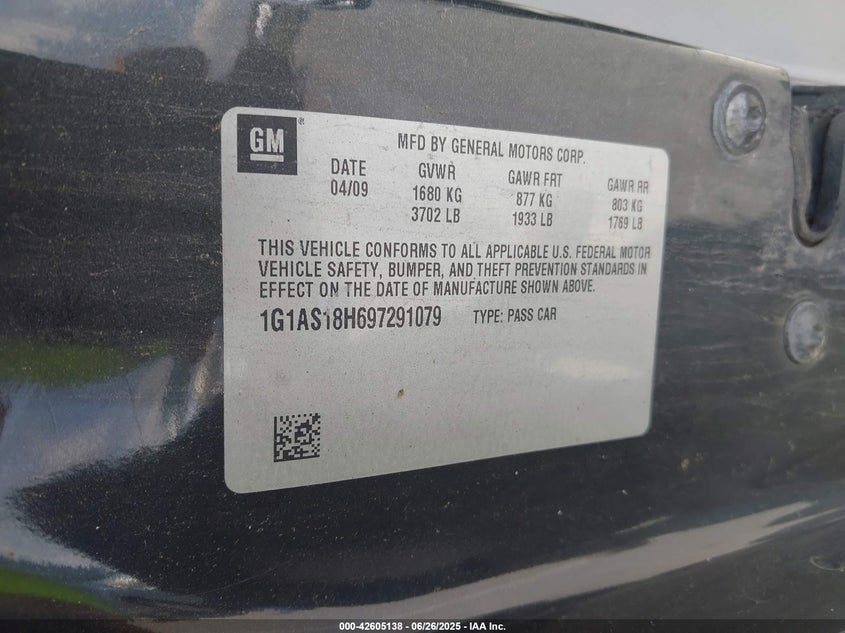 GM
MFD BY GENERAL MOTORS CORP.
DATE GVWR GAWR FRT GAWR RR
04/09 1680 KG 877 KG 803 KG
3702 LB 1933 LB 1769 LB
THIS VEHICLE CONFORMS TO ALL APPLICABLE U.S. FEDERAL MOTOR
VEHICLE SAFETY, BUMPER, AND THEFT PREVENTION STANDARDS IN
EFFECT ON THE DATE OF MANUFACTURE SHOWN ABOVE.
1G1AS18H697291079 TYPE: PASS CAR
000-42605138 - 06/26/2025 - IAA Inc.